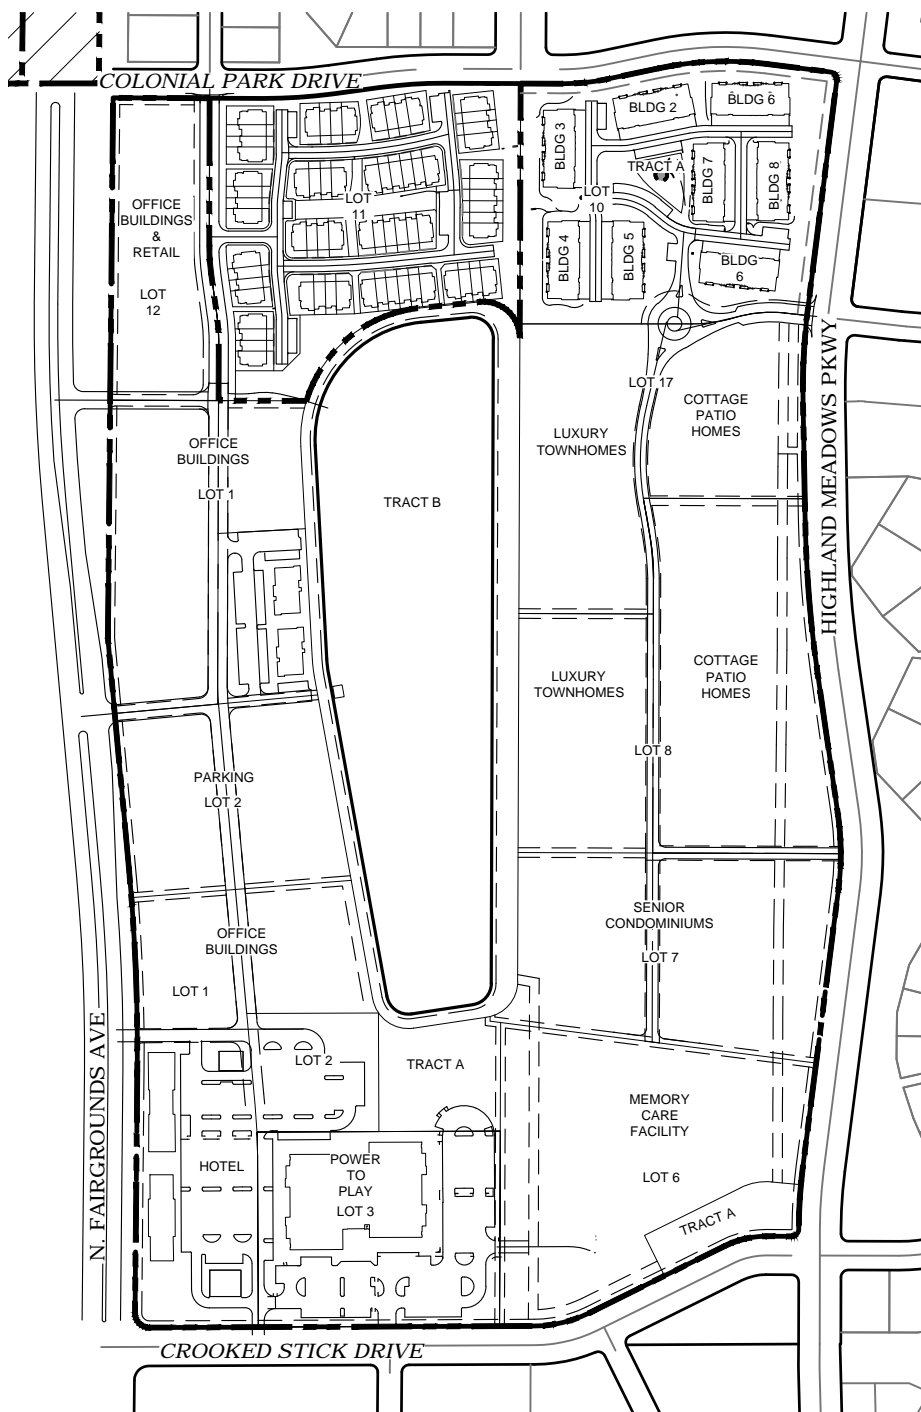 COLONIAL PARK DRIVE
BLDG 2
BLDG 6
BLDG 3
TRACT A
BLDG 7
BLDG 8
OFFICE
BUILDINGS
&
RETAIL
LOT
12
LOT
11
LOT
10
BLDG 4
BLDG 5
BLDG
6
HIGHLAND MEADOWS PKWY
LOT 17
COTTAGE
PATIO
HOMES
LUXURY
TOWNHOMES
OFFICE
BUILDINGS
LOT 1
TRACT B
COTTAGE
PATIO
HOMES
LUXURY
TOWNHOMES
LOT 8
PARKING
LOT 2
SENIOR
CONDOMINIUMS
LOT 7
OFFICE
BUILDINGS
LOT 1
N. FAIRGROUNDS AVE
LOT 2
TRACT A
MEMORY
CARE
FACILITY
LOT 6
HOTEL
POWER
TO
PLAY
LOT 3
TRACT A
CROOKED STICK DRIVE